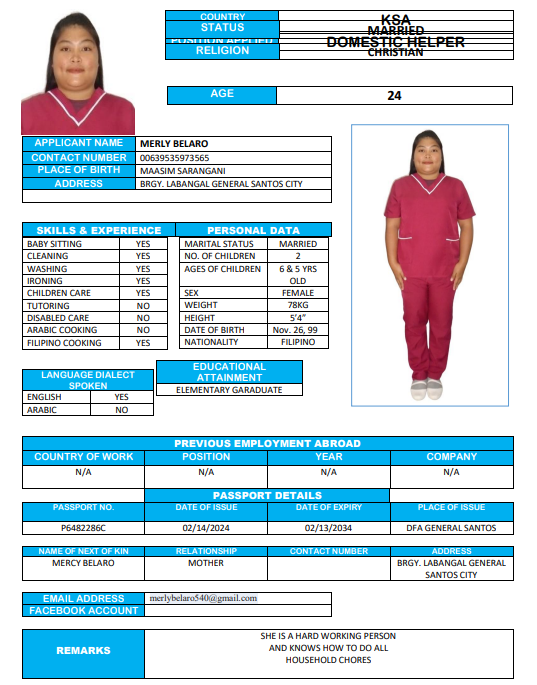 COUNTRY KSA
STATUS MARRIED
POSITION APPLIED DOMESTIC HELPER
RELIGION CHRISTIAN
AGE 24
APPLICANT NAME MERLY BELARO
CONTACT NUMBER 00639535973565
PLACE OF BIRTH MAASIM SARANGANI
ADDRESS BRGY. LABANGAL GENERAL SANTOS CITY
SKILLS & EXPERIENCE
BABY SITTING YES
CLEANING YES
WASHING YES
IRONING YES
CHILDREN CARE YES
TUTORING NO
DISABLED CARE NO
ARABIC COOKING NO
FILIPINO COOKING YES
PERSONAL DATA
MARITAL STATUS MARRIED
NO. OF CHILDREN 2
AGES OF CHILDREN 6 & 5 YRS
OLD
SEX FEMALE
WEIGHT 78KG
HEIGHT 5'4"
DATE OF BIRTH Nov. 26, 99
NATIONALITY FILIPINO
LANGUAGE DIALECT
SPOKEN
ENGLISH YES
ARABIC NO
EDUCATIONAL
ATTAINMENT
ELEMENTARY GARADUATE
PREVIOUS EMPLOYMENT ABROAD
COUNTRY OF WORK POSITION YEAR COMPANY
N/A N/A N/A N/A
PASSPORT DETAILS
PASSPORT NO. DATE OF ISSUE DATE OF EXPIRY PLACE OF ISSUE
P6482286C 02/14/2024 02/13/2034 DFA GENERAL SANTOS
NAME OF NEXT OF KIN RELATIONSHIP CONTACT NUMBER ADDRESS
MERCY BELARO MOTHER BRGY. LABANGAL GENERAL
SANTOS CITY
EMAIL ADDRESS merlybelaro540@gmail.com
FACEBOOK ACCOUNT
REMARKS
SHE IS A HARD WORKING PERSON
AND KNOWS HOW TO DO ALL
HOUSEHOLD CHORES